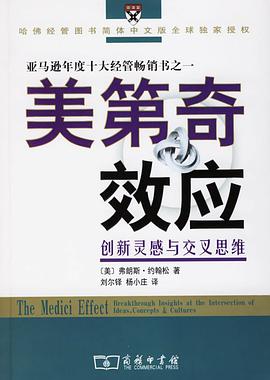 哈佛经管图书简体中文版全球独家授权
亚马逊年度十大经管畅销书之一
美第奇
效应
创新灵感与交叉思维
〔美〕弗朗斯·约翰松 著
刘尔铎 杨小庄 译
The Medici Effect
Breakthrough Insights at the Intersection of
Ideas,Concepts & Cultures
商務印書館
THE COMMERCIAL PRESS